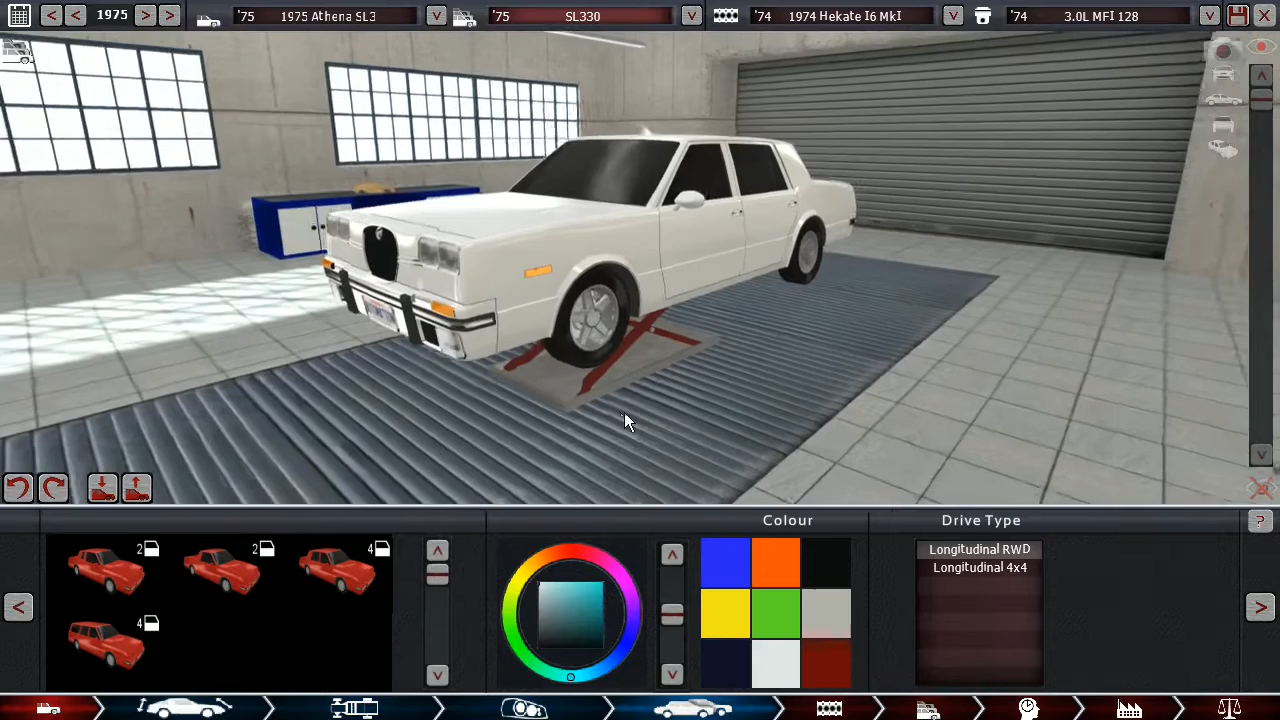 1975 '75 1975 Athena SL3 '75 SL330 '74 1974 Hekate I6 MkI '74 3.0L MFI 128
2 2 4
4
Colour
Drive Type
?
Longitudinal RWD
Longitudinal 4x4